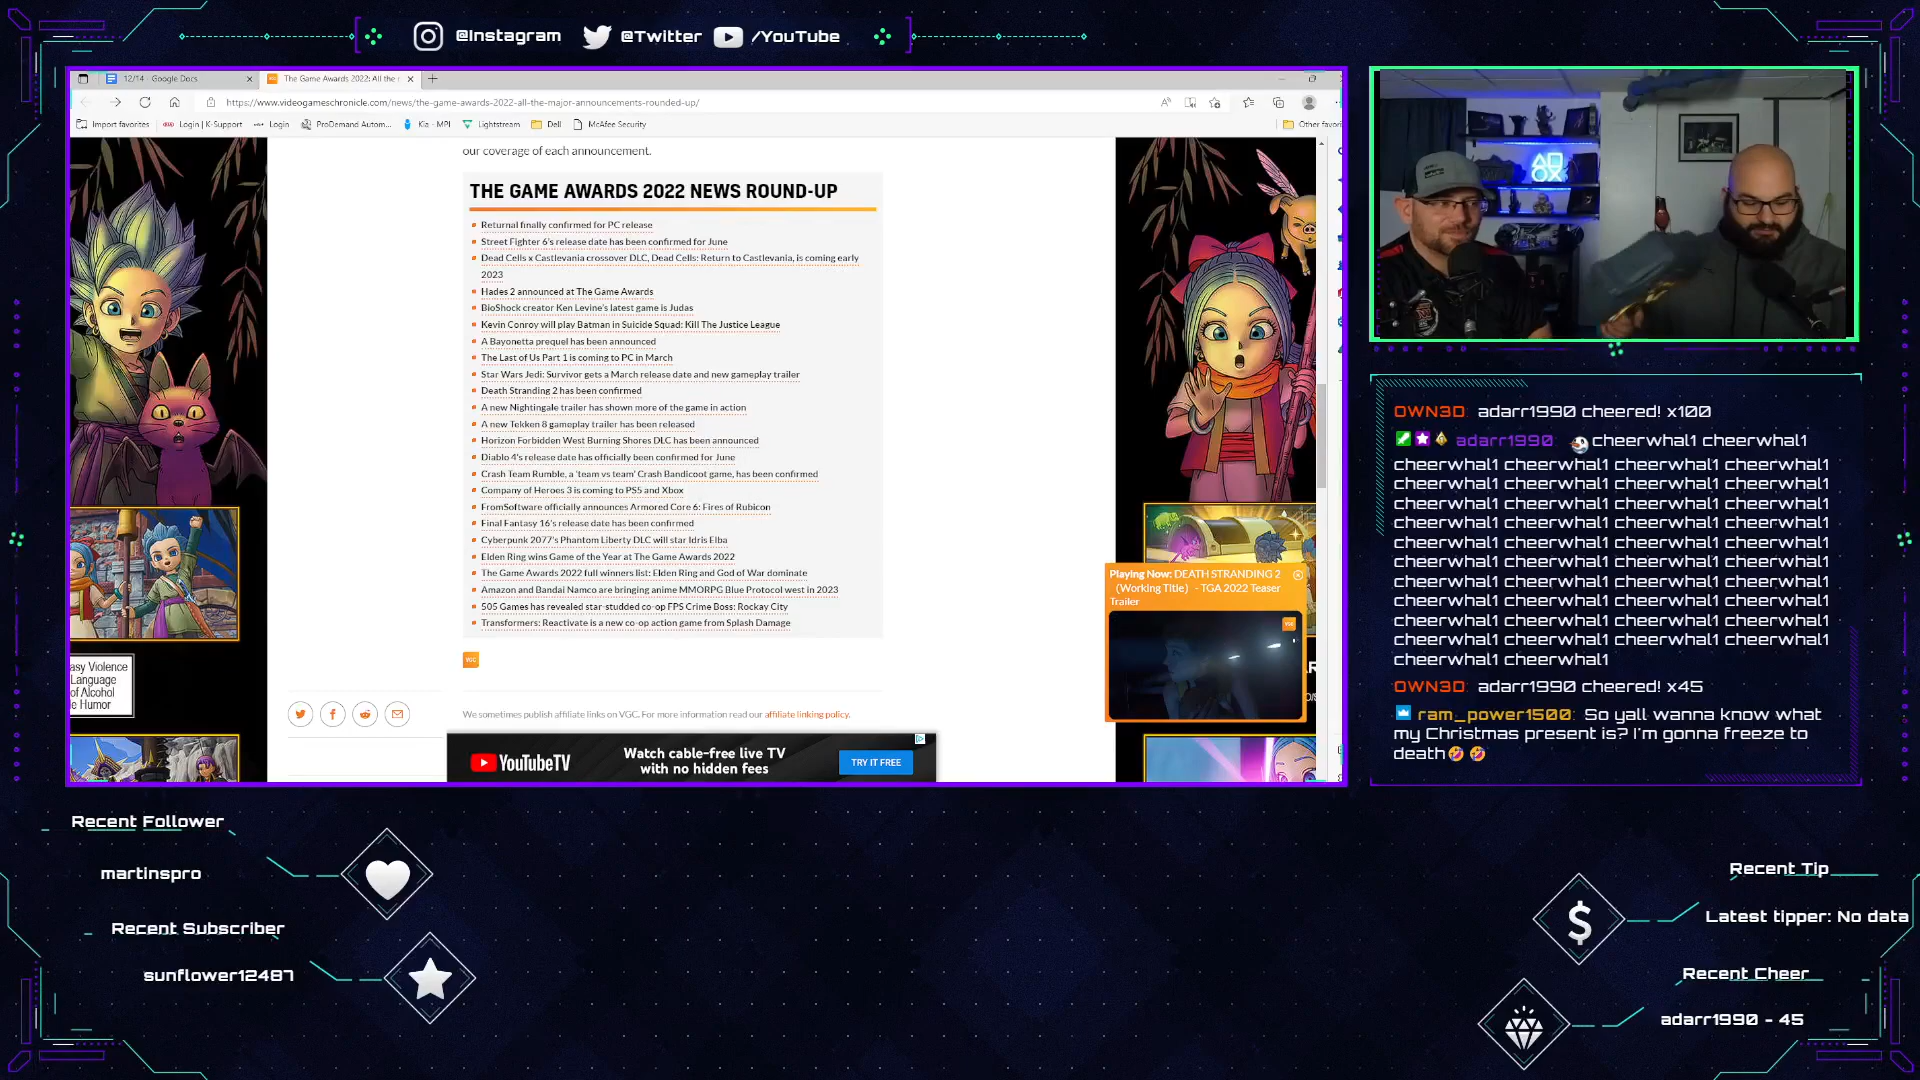 @Instagram @Twitter /YouTube
12/14 - Google Docs
The Game Awards 2022: All the
https://www.videogameschronicle.com/news/the-game-awards-2022-all-the-major-announcements-rounded-up/
Import favorites Login | K-Support Login ProDemand Autom... Kia - MPI Lightstream Dell McAfee Security Other favori
our coverage of each announcement.
THE GAME AWARDS 2022 NEWS ROUND-UP
Returnal finally confirmed for PC release
Street Fighter 6's release date has been confirmed for June
Dead Cells x Castlevania crossover DLC, Dead Cells: Return to Castlevania, is coming early
2023
Hades 2 announced at The Game Awards
BioShock creator Ken Levine's latest game is Judas
Kevin Conroy will play Batman in Suicide Squad: Kill The Justice League
A Bayonetta prequel has been announced
The Last of Us Part 1 is coming to PC in March
Star Wars Jedi: Survivor gets a March release date and new gameplay trailer
Death Stranding 2 has been confirmed
A new Nightingale trailer has shown more of the game in action
A new Tekken 8 gameplay trailer has been released
Horizon Forbidden West Burning Shores DLC has been announced
Diablo 4's release date has officially been confirmed for June
Crash Team Rumble, a 'team vs team' Crash Bandicoot game, has been confirmed
Company of Heroes 3 is coming to PS5 and Xbox
FromSoftware officially announces Armored Core 6: Fires of Rubicon
Final Fantasy 16's release date has been confirmed
Cyberpunk 2077's Phantom Liberty DLC will star Idris Elba
Elden Ring wins Game of the Year at The Game Awards 2022
The Game Awards 2022 full winners list: Elden Ring and God of War dominate
Amazon and Bandai Namco are bringing anime MMORPG Blue Protocol west in 2023
505 Games has revealed star-studded co-op FPS Crime Boss: Rockay City
Transformers: Reactivate is a new co-op action game from Splash Damage
VGC
We sometimes publish affiliate links on VGC. For more information read our affiliate linking policy.
asy Violence
Language
of Alcohol
e Humor
Playing Now: DEATH STRANDING 2
(Working Title) - TGA 2022 Teaser
Trailer
VGC
YouTubeTV
Watch cable-free live TV
with no hidden fees
TRY IT FREE
OWN3D: adarr1990 cheered! x100
adarr1990: cheerwhal1 cheerwhal1
cheerwhal1 cheerwhal1 cheerwhal1 cheerwhal1
cheerwhal1 cheerwhal1 cheerwhal1 cheerwhal1
cheerwhal1 cheerwhal1 cheerwhal1 cheerwhal1
cheerwhal1 cheerwhal1 cheerwhal1 cheerwhal1
cheerwhal1 cheerwhal1 cheerwhal1 cheerwhal1
cheerwhal1 cheerwhal1 cheerwhal1 cheerwhal1
cheerwhal1 cheerwhal1 cheerwhal1 cheerwhal1
cheerwhal1 cheerwhal1 cheerwhal1 cheerwhal1
cheerwhal1 cheerwhal1 cheerwhal1 cheerwhal1
cheerwhal1 cheerwhal1 cheerwhal1 cheerwhal1
cheerwhal1 cheerwhal1
OWN3D: adarr1990 cheered! x45
ram_power1500: So yall wanna know what
my Christmas present is? I'm gonna freeze to
death🤣 🤣
Recent Follower
martinspro
Recent Subscriber
sunflower12487
Recent Tip
Latest tipper: No data
Recent Cheer
adarr1990 - 45